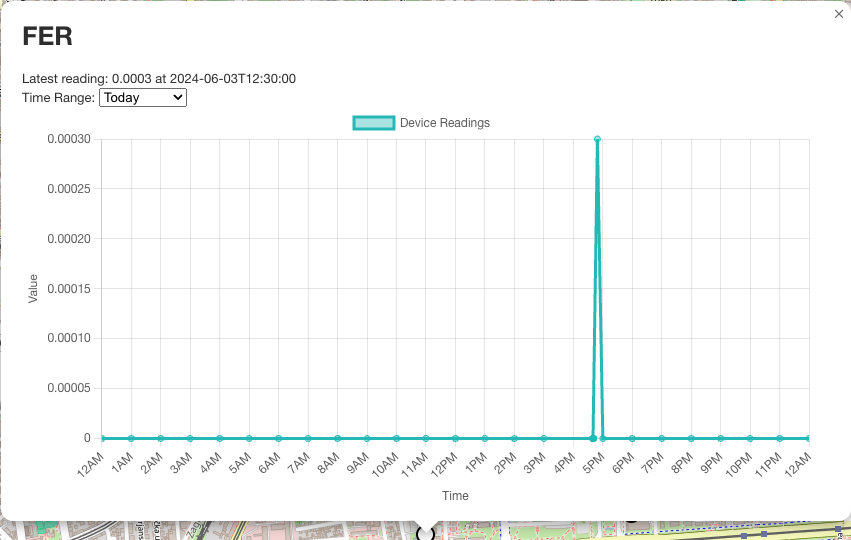 ×
FER
Latest reading: 0.0003 at 2024-06-03T12:30:00
Time Range: Today
Device Readings
0.00030
0.00025
0.00020
0.00015
0.00010
0.00005
0
Value
12AM 1AM 2AM 3AM 4AM 5AM 6AM 7AM 8AM 9AM 10AM 11AM 12PM 1PM 2PM 3PM 4PM 5PM 6PM 7PM 8PM 9PM 10PM 11PM 12AM
Time